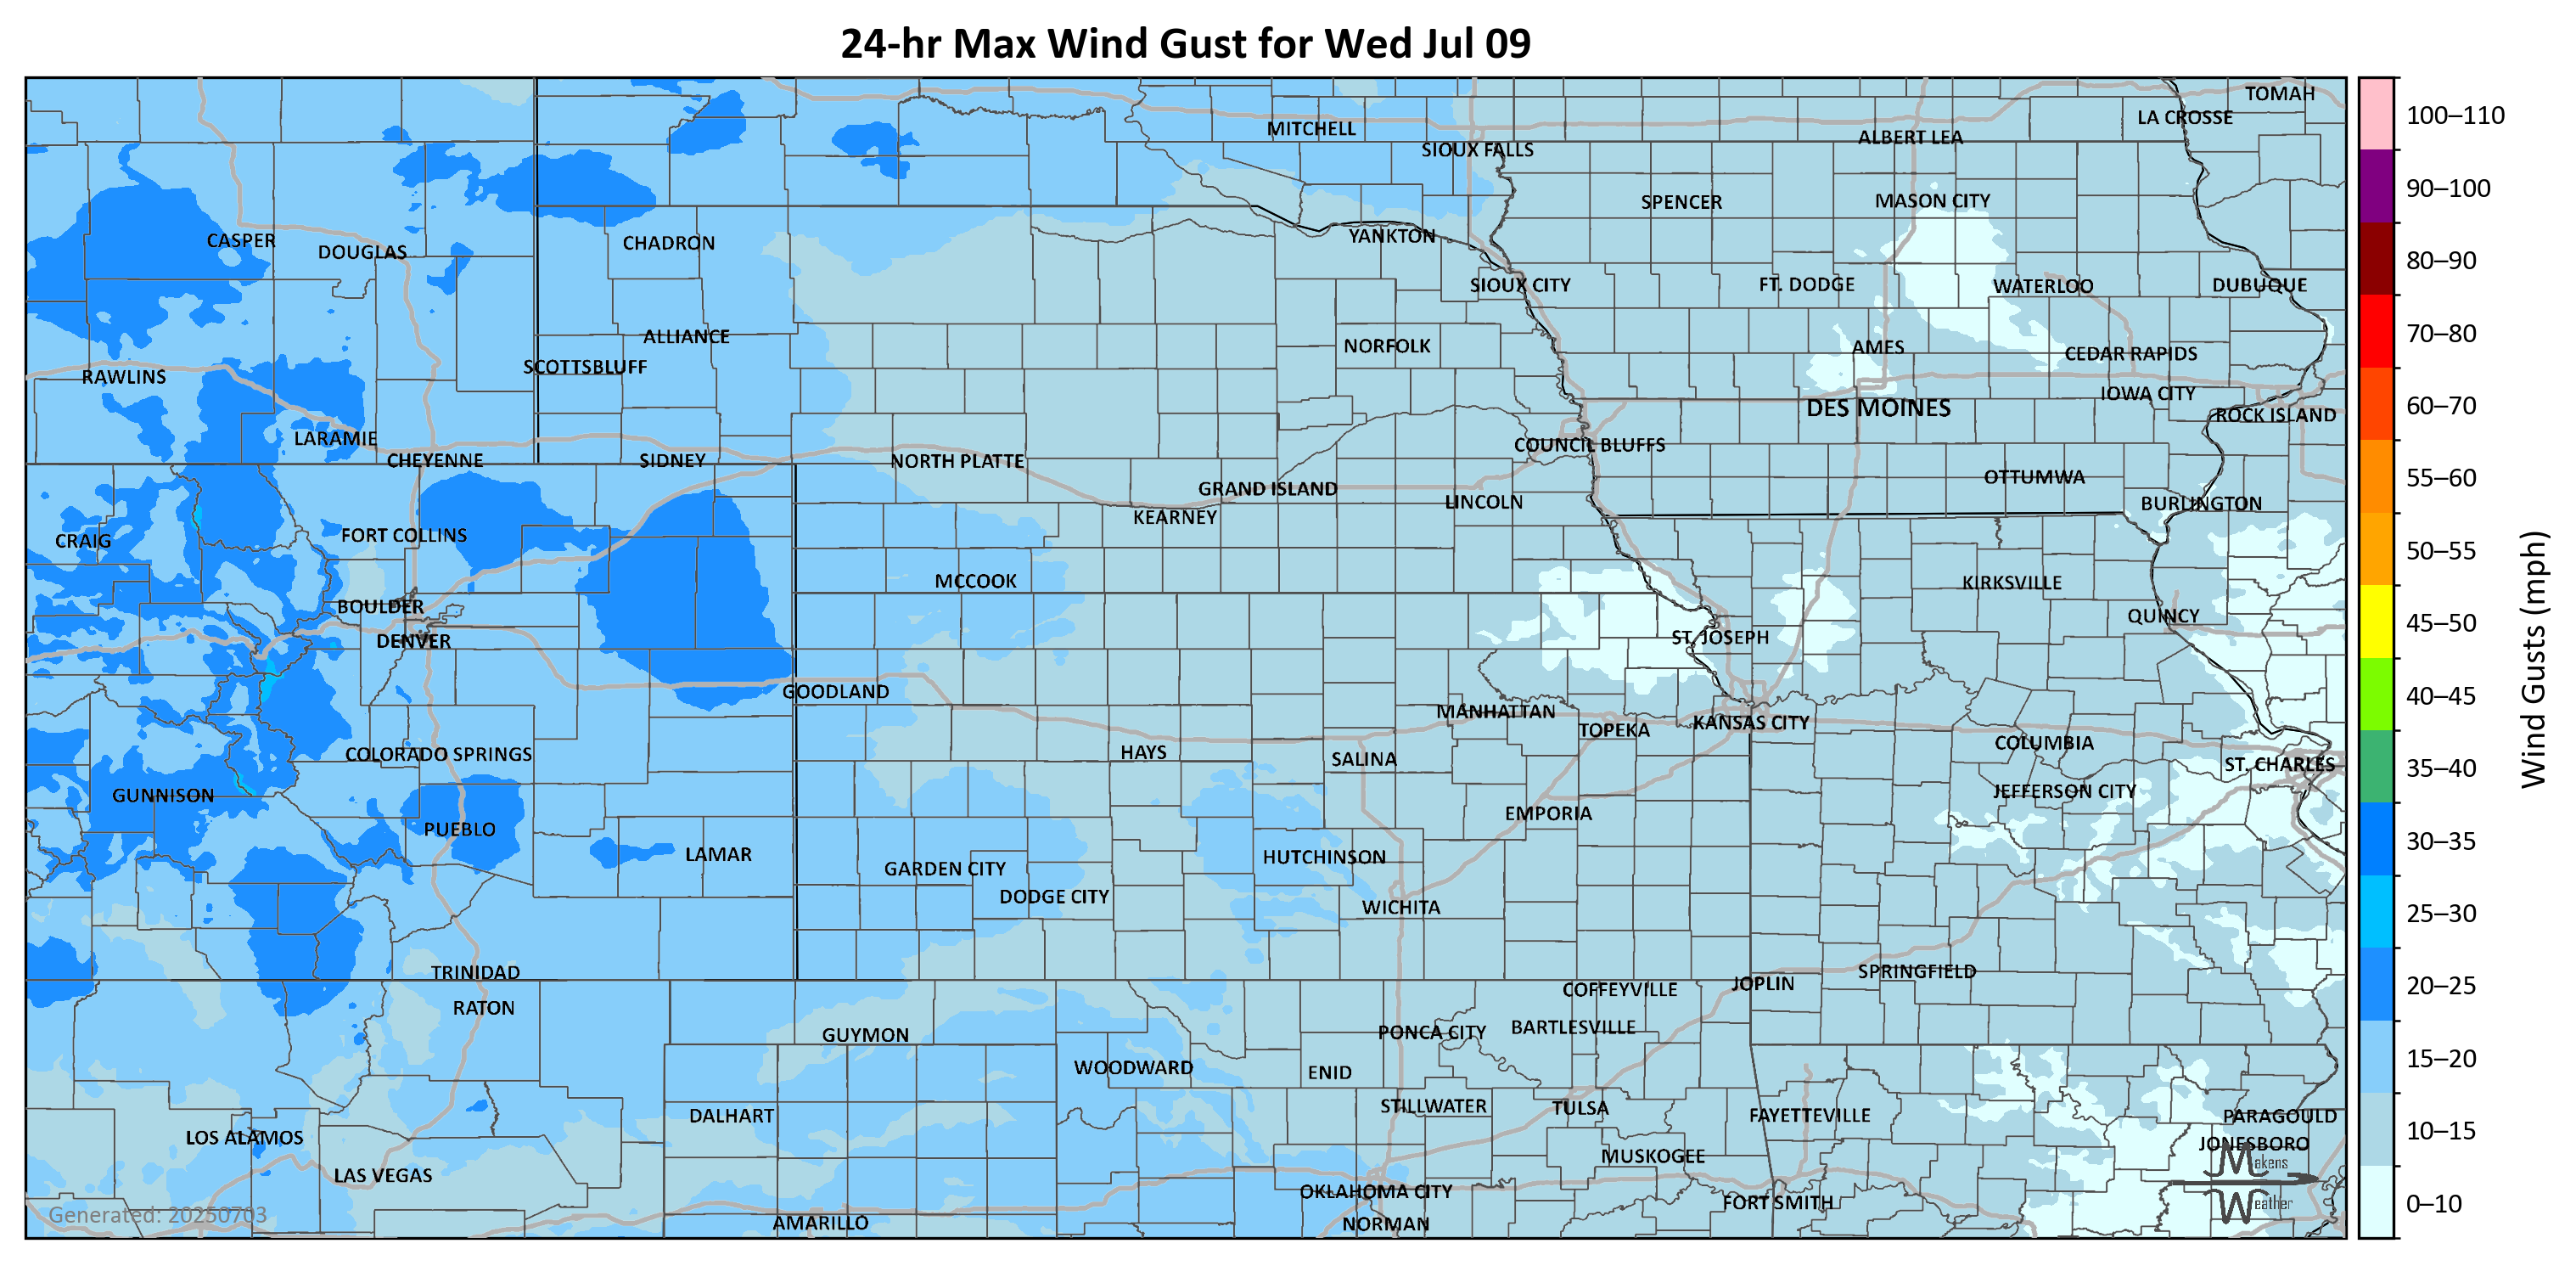 24-hr Max Wind Gust for Wed Jul 09
TOMAH
LA CROSSE
MITCHELL
ALBERT LEA
SIOUX FALLS
SPENCER
MASON CITY
CASPER
DOUGLAS
CHADRON
YANKTON
SIOUX CITY
FT. DODGE
WATERLOO
DUBUQUE
ALLIANCE
NORFOLK
AMES
CEDAR RAPIDS
SCOTTSBLUFF
RAWLINS
IOWA CITY
DES MOINES
ROCK ISLAND
LARAMIE
COUNCIL BLUFFS
CHEYENNE
SIDNEY
NORTH PLATTE
OTTUMWA
GRAND ISLAND
LINCOLN
BURLINGTON
KEARNEY
FORT COLLINS
CRAIG
MCCOOK
KIRKSVILLE
BOULDER
QUINCY
DENVER
ST. JOSEPH
GOODLAND
MANHATTAN
TOPEKA
KANSAS CITY
COLUMBIA
COLORADO SPRINGS
HAYS
SALINA
ST. CHARLES
GUNNISON
JEFFERSON CITY
EMPORIA
PUEBLO
LAMAR
HUTCHINSON
GARDEN CITY
DODGE CITY
WICHITA
TRINIDAD
SPRINGFIELD
JOPLIN
COFFEYVILLE
RATON
GUYMON
PONCA CITY
BARTLESVILLE
WOODWARD
ENID
DALHART
STILLWATER
TULSA
FAYETTEVILLE
PARAGOULD
LOS ALAMOS
JONESBORO
MUSKOGEE
LAS VEGAS
OKLAHOMA CITY
FORT SMITH
AMARILLO
NORMAN
Generated: 20250703
Makens
Weather
100–110
90–100
80–90
70–80
60–70
55–60
50–55
45–50
40–45
35–40
30–35
25–30
20–25
15–20
10–15
0–10
Wind Gusts (mph)